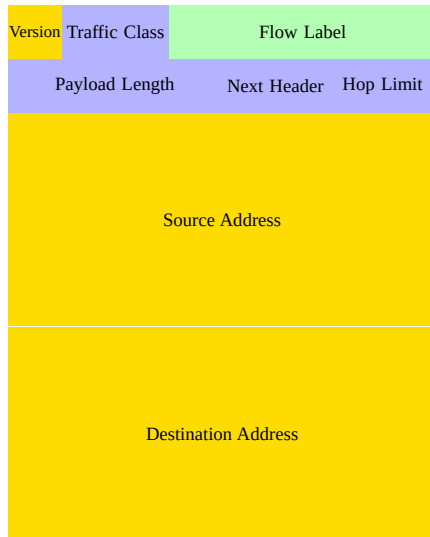 Version Traffic Class Flow Label
Payload Length Next Header Hop Limit
Source Address
Destination Address